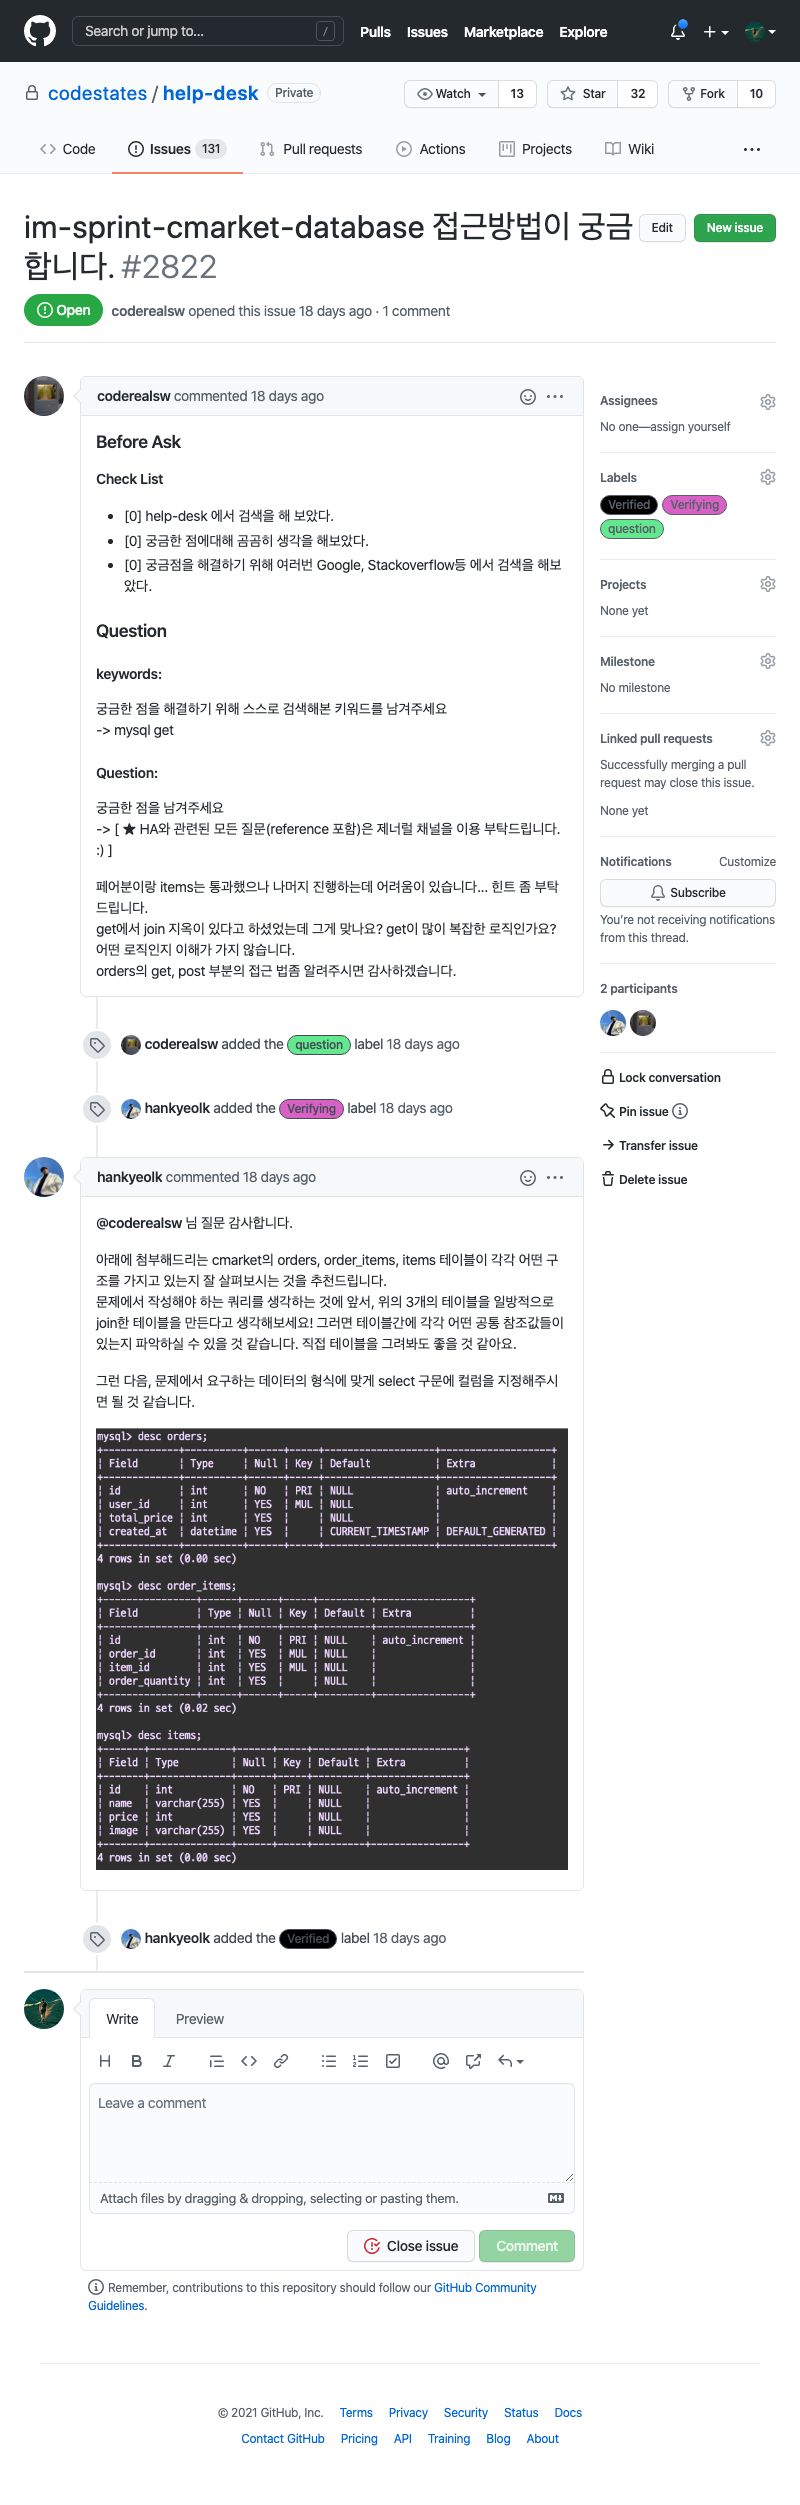 Search or jump to... /
Pulls Issues Marketplace Explore
codestates / help-desk Private
Watch 13 Star 32 Fork 10
Code Issues 131 Pull requests Actions Projects Wiki ...
im-sprint-cmarket-database 접근방법이 궁금
합니다. #2822
Edit New issue
Open coderealsw opened this issue 18 days ago · 1 comment
coderealsw commented 18 days ago
Before Ask
Check List
• [0] help-desk 에서 검색을 해 보았다.
• [0] 궁금한 점에대해 곰곰히 생각을 해보았다.
• [0] 궁금점을 해결하기 위해 여러번 Google, Stackoverflow등 에서 검색을 해보
았다.
Question
keywords:
궁금한 점을 해결하기 위해 스스로 검색해본 키워드를 남겨주세요
-> mysql get
Question:
궁금한 점을 남겨주세요
-> [ ★ HA와 관련된 모든 질문(reference 포함)은 제너럴 채널을 이용 부탁드립니다.
:) ]
페어분이랑 items는 통과했으나 나머지 진행하는데 어려움이 있습니다... 힌트 좀 부탁
드립니다.
get에서 join 지옥이 있다고 하셨었는데 그게 맞나요? get이 많이 복잡한 로직인가요?
어떤 로직인지 이해가 가지 않습니다.
orders의 get, post 부분의 접근 법좀 알려주시면 감사하겠습니다.
coderealsw added the question label 18 days ago
hankyeolk added the Verifying label 18 days ago
hankyeolk commented 18 days ago
@coderealsw 님 질문 감사합니다.
아래에 첨부해드리는 cmarket의 orders, order_items, items 테이블이 각각 어떤 구
조를 가지고 있는지 잘 살펴보시는 것을 추천드립니다.
문제에서 작성해야 하는 쿼리를 생각하는 것에 앞서, 위의 3개의 테이블을 일방적으로
join한 테이블을 만든다고 생각해보세요! 그러면 테이블간에 각각 어떤 공통 참조값들이
있는지 파악하실 수 있을 것 같습니다. 직접 테이블을 그려봐도 좋을 것 같아요.
그런 다음, 문제에서 요구하는 데이터의 형식에 맞게 select 구문에 컬럼을 지정해주시
면 될 것 같습니다.
mysql> desc orders;
+-------------+----------+------+-----+-------------------+-------------------+
| Field | Type | Null | Key | Default | Extra |
+-------------+----------+------+-----+-------------------+-------------------+
| id | int | NO | PRI | NULL | auto_increment |
| user_id | int | YES | MUL | NULL | |
| total_price | int | YES | | NULL | |
| created_at | datetime | YES | | CURRENT_TIMESTAMP | DEFAULT_GENERATED |
+-------------+----------+------+-----+-------------------+-------------------+
4 rows in set (0.00 sec)
mysql> desc order_items;
+----------------+------+------+-----+---------+----------------+
| Field | Type | Null | Key | Default | Extra |
+----------------+------+------+-----+---------+----------------+
| id | int | NO | PRI | NULL | auto_increment |
| order_id | int | YES | MUL | NULL | |
| item_id | int | YES | MUL | NULL | |
| order_quantity | int | YES | | NULL | |
+----------------+------+------+-----+---------+----------------+
4 rows in set (0.02 sec)
mysql> desc items;
+-------+--------------+------+-----+---------+----------------+
| Field | Type | Null | Key | Default | Extra |
+-------+--------------+------+-----+---------+----------------+
| id | int | NO | PRI | NULL | auto_increment |
| name | varchar(255) | YES | | NULL | |
| price | int | YES | | NULL | |
| image | varchar(255) | YES | | NULL | |
+-------+--------------+------+-----+---------+----------------+
4 rows in set (0.00 sec)
hankyeolk added the Verified label 18 days ago
Write Preview
Leave a comment
Attach files by dragging & dropping, selecting or pasting them.
Close issue Comment
Remember, contributions to this repository should follow our GitHub Community
Guidelines.
Assignees
No one—assign yourself
Labels
Verified Verifying
question
Projects
None yet
Milestone
No milestone
Linked pull requests
Successfully merging a pull
request may close this issue.
None yet
Notifications Customize
Subscribe
You're not receiving notifications
from this thread.
2 participants
Lock conversation
Pin issue
Transfer issue
Delete issue
© 2021 GitHub, Inc. Terms Privacy Security Status Docs
Contact GitHub Pricing API Training Blog About